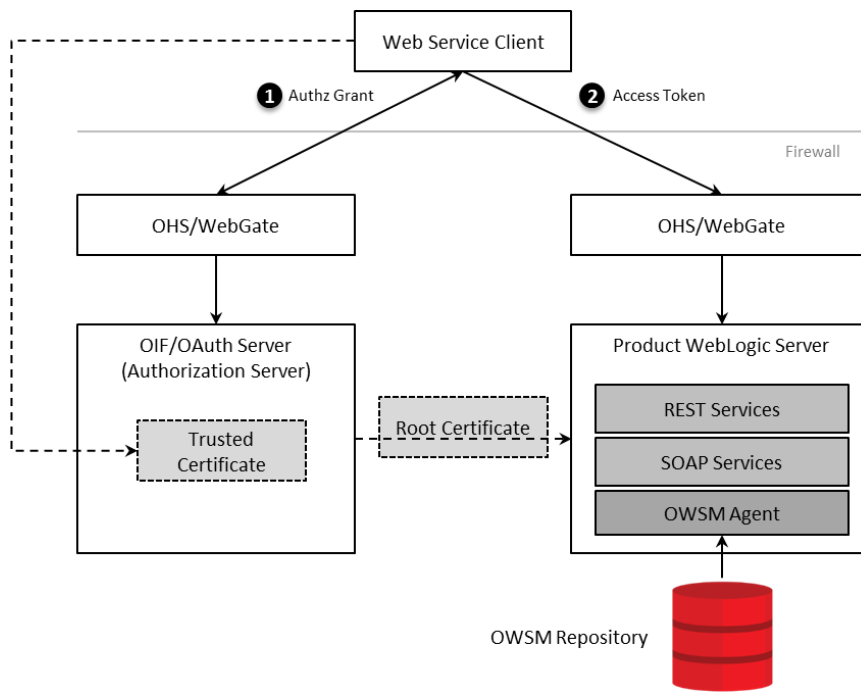 Web Service Client
1 Authz Grant
2 Access Token
Firewall
OHS/WebGate
OHS/WebGate
OIF/OAuth Server
(Authorization Server)
Trusted
Certificate
Root Certificate
Product WebLogic Server
REST Services
SOAP Services
OWSM Agent
OWSM Repository